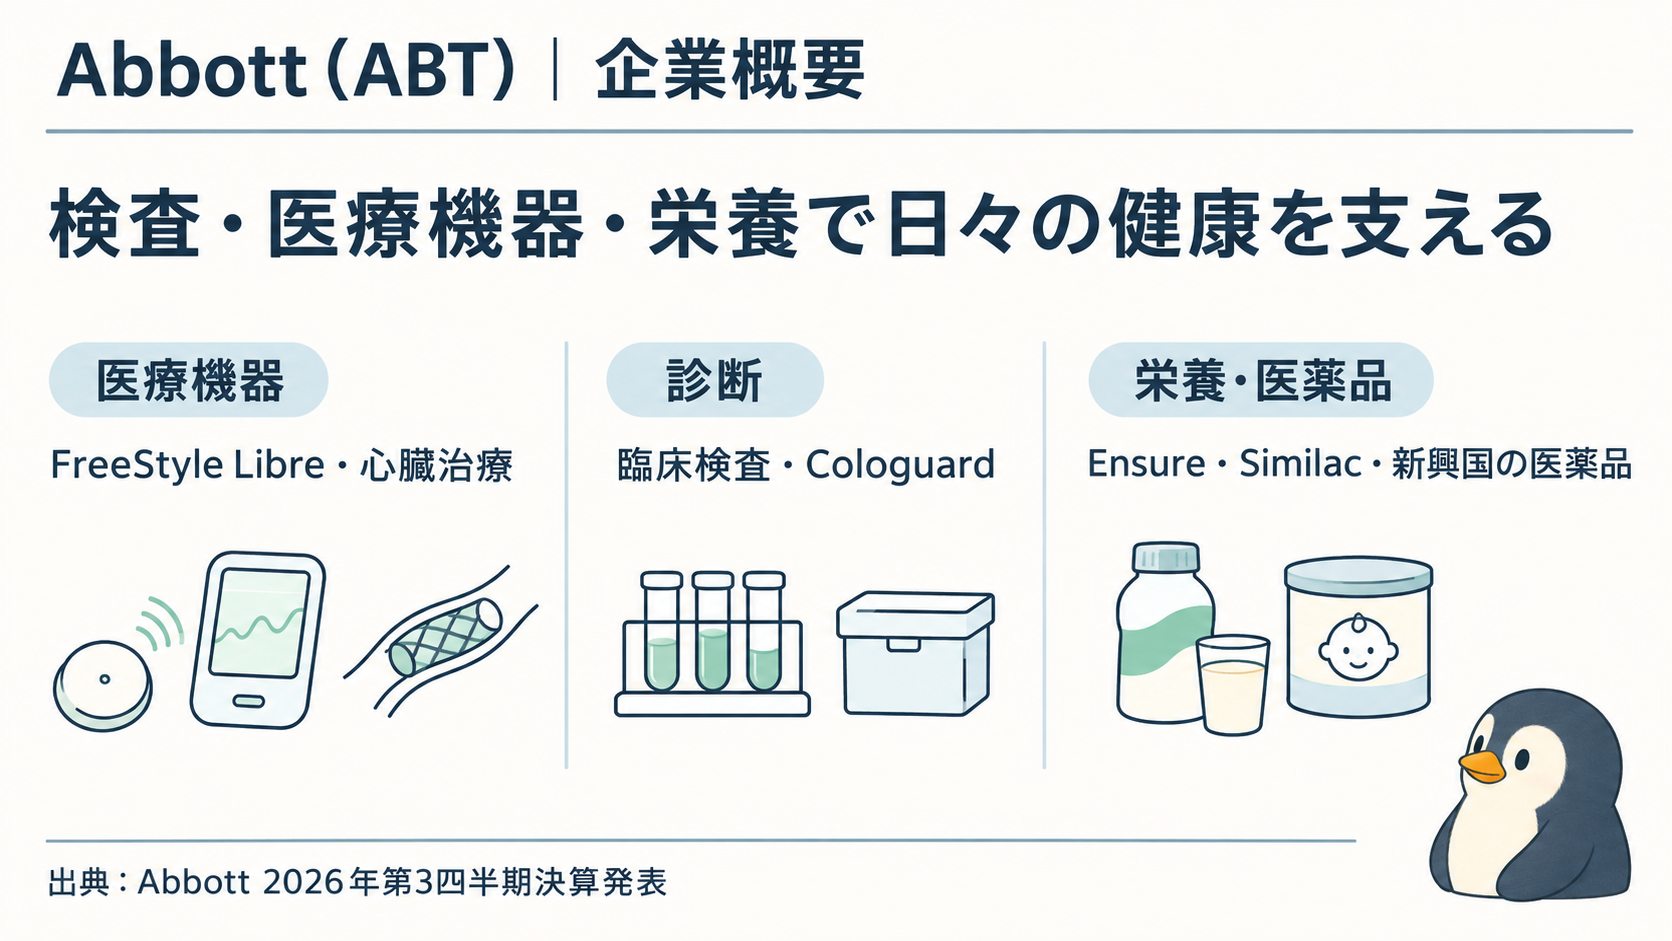 Abbott（ABT）｜企業概要
検査・医療機器・栄養で日々の健康を支える
医療機器
FreeStyle Libre・心臓治療
診断
臨床検査・Cologuard
栄養・医薬品
Ensure・Similac・新興国の医薬品
出典：Abbott 2026年第3四半期決算発表